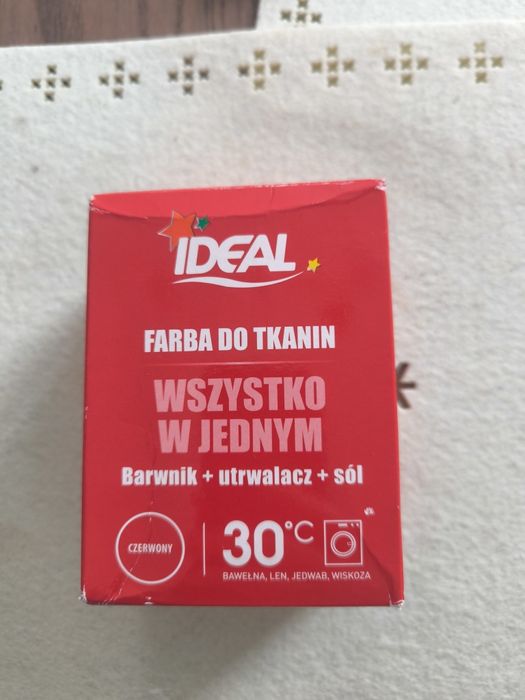 IDEAL
FARBA DO TKANIN
WSZYSTKO
W JEDNYM
Barwnik + utrwalacz + sól
CZERWONY
30°C
BAWEŁNA, LEN, JEDWAB, WISKOZA